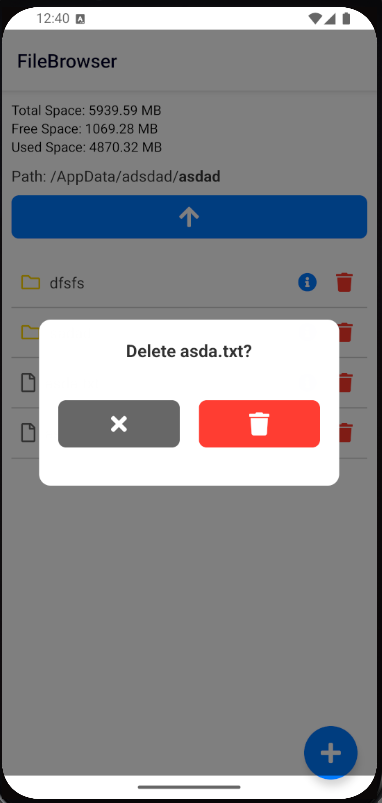 12:40
FileBrowser
Total Space: 5939.59 MB
Free Space: 1069.28 MB
Used Space: 4870.32 MB
Path: /AppData/adsdad/asdad
dfsfs
Delete asda.txt?